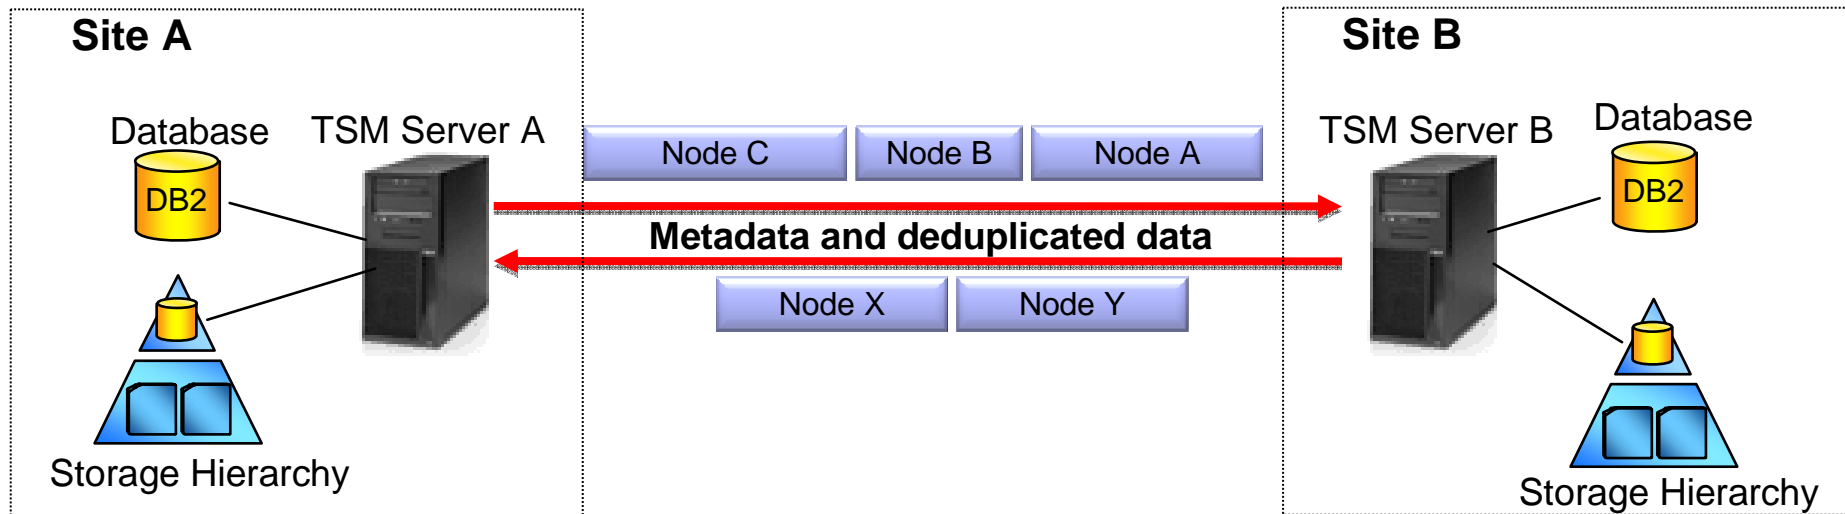 Site A
Site B
Database
TSM Server A
Node C
Node B
Node A
TSM Server B
Database
DB2
DB2
Metadata and deduplicated data
Node X
Node Y
Storage Hierarchy
Storage Hierarchy